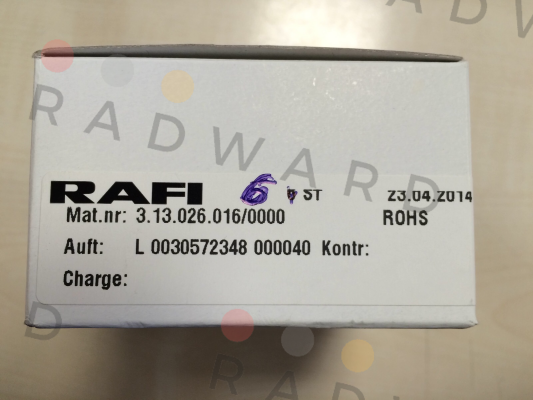 RAFI 6 ST 23.04.2014
Mat.nr: 3.13.026.016/0000 ROHS
Auft: L 0030572348 000040 Kontr:
Charge:
RADWARD